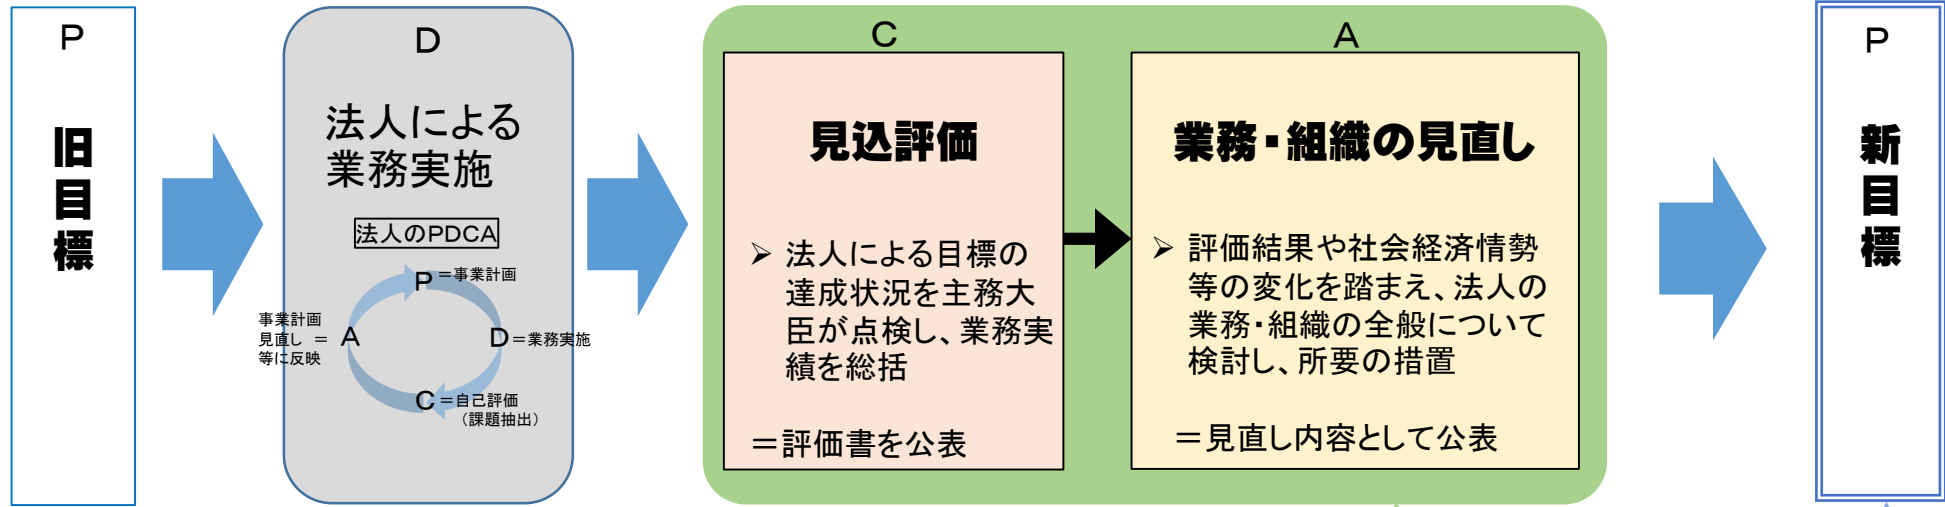 P
旧目標
D
法人による
業務実施
法人のPDCA
P＝事業計画
D＝業務実施
C＝自己評価
（課題抽出）
事業計画
見直し ＝ A
等に反映
C
見込評価
➢ 法人による目標の
達成状況を主務大
臣が点検し、業務実
績を総括
＝評価書を公表
A
業務・組織の見直し
➢ 評価結果や社会経済情勢
等の変化を踏まえ、法人の
業務・組織の全般について
検討し、所要の措置
＝見直し内容として公表
P
新目標